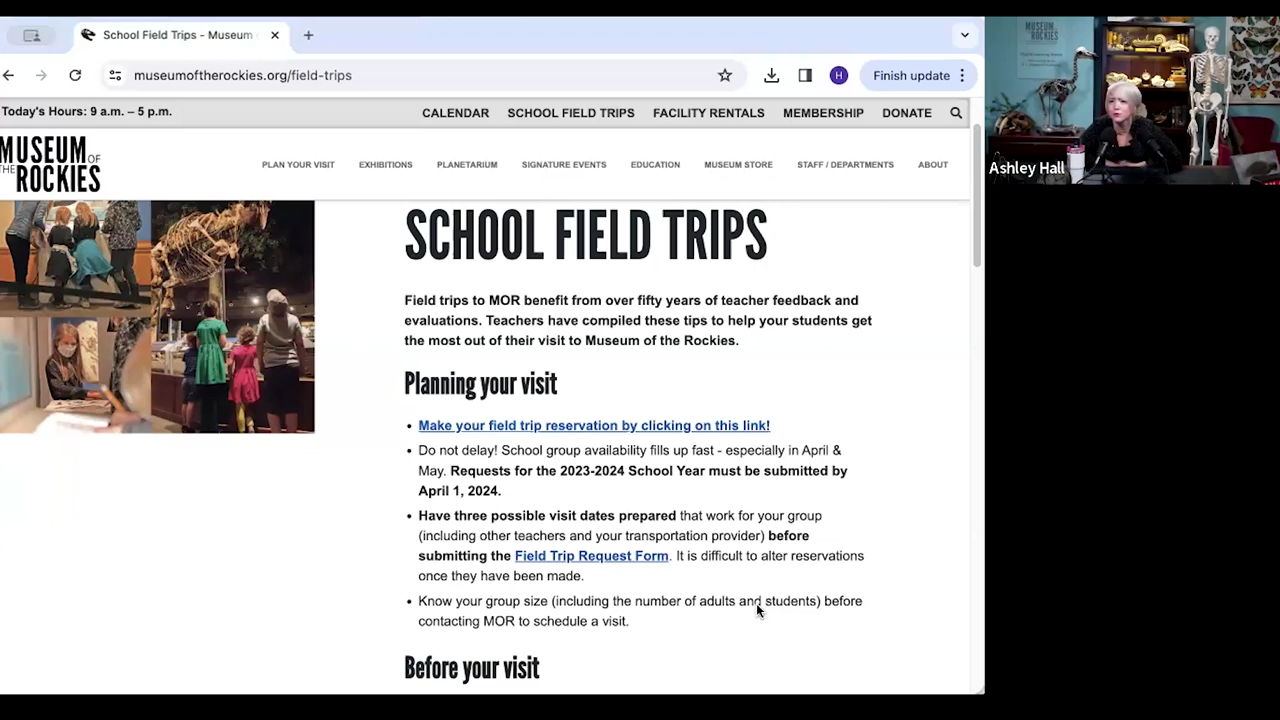 School Field Trips - Museum
museumoftherockies.org/field-trips
H
Finish update
Today's Hours: 9 a.m. – 5 p.m.
CALENDAR
SCHOOL FIELD TRIPS
FACILITY RENTALS
MEMBERSHIP
DONATE
MUSEUM OF
THE ROCKIES
PLAN YOUR VISIT
EXHIBITIONS
PLANETARIUM
SIGNATURE EVENTS
EDUCATION
MUSEUM STORE
STAFF / DEPARTMENTS
ABOUT
SCHOOL FIELD TRIPS
Field trips to MOR benefit from over fifty years of teacher feedback and
evaluations. Teachers have compiled these tips to help your students get
the most out of their visit to Museum of the Rockies.
Planning your visit
• Make your field trip reservation by clicking on this link!
• Do not delay! School group availability fills up fast - especially in April &
May. Requests for the 2023-2024 School Year must be submitted by
April 1, 2024.
• Have three possible visit dates prepared that work for your group
(including other teachers and your transportation provider) before
submitting the Field Trip Request Form. It is difficult to alter reservations
once they have been made.
• Know your group size (including the number of adults and students) before
contacting MOR to schedule a visit.
Before your visit
MUSEUM OF
THE ROCKIES
Ashley Hall